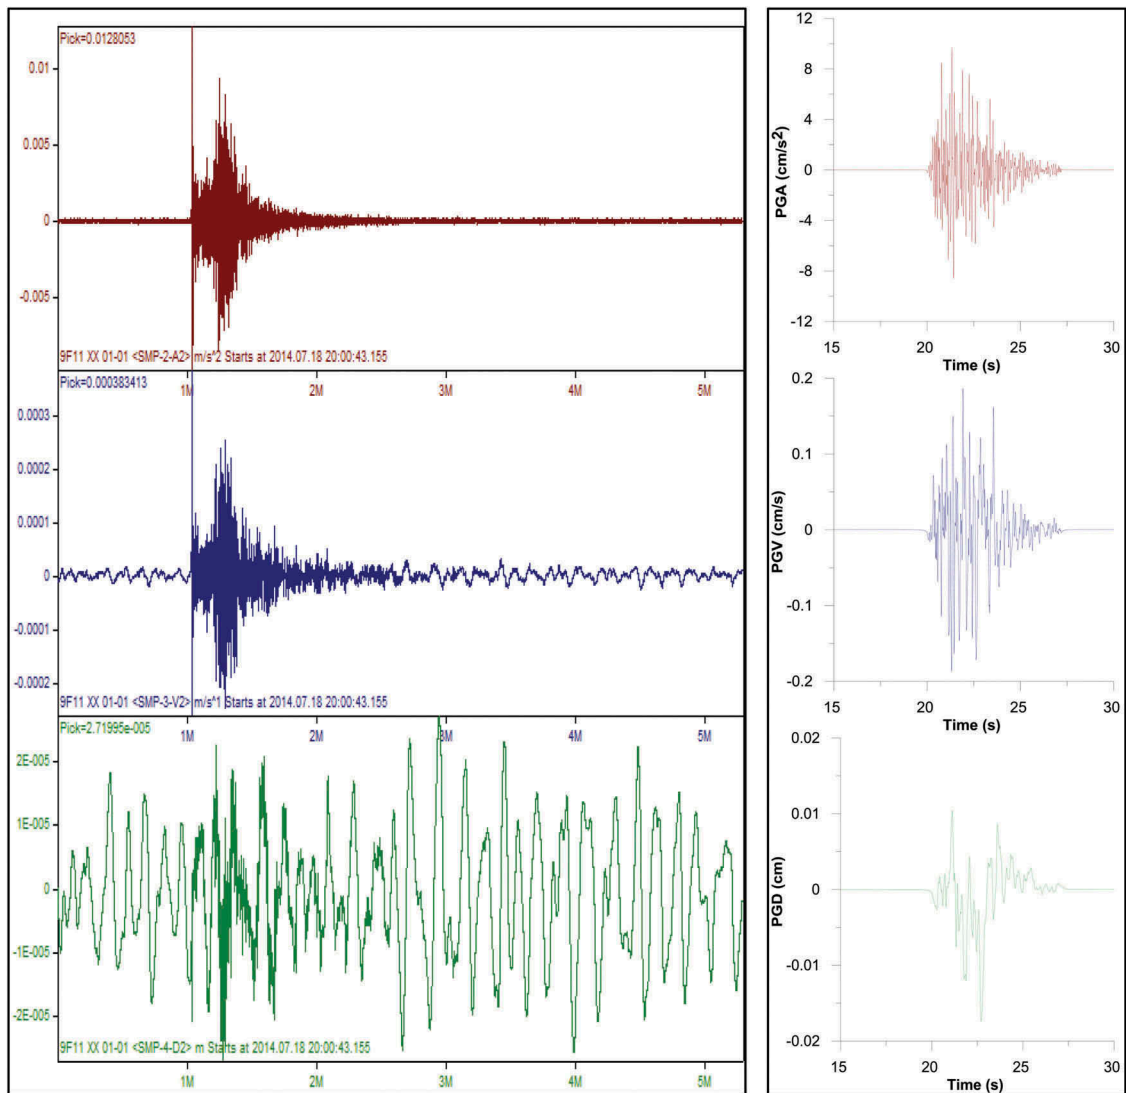 Pick=0.0128053
0.01
0.005
0
-0.005
9F11 XX 01-01 <SMP-2-A2> m/s^2 Starts at 2014.07.18 20:00:43.155
1M 2M 3M 4M 5M
Pick=0.000383413
0.0003
0.0002
0.0001
0
-0.0001
-0.0002
9F11 XX 01-01 <SMP-3-V2> m/s^1 Starts at 2014.07.18 20:00:43.155
1M 2M 3M 4M 5M
Pick=2.71995e-005
2E-005
1E-005
0
-1E-005
-2E-005
9F11 XX 01-01 <SMP-4-D2> m Starts at 2014.07.18 20:00:43.155
1M 2M 3M 4M 5M
12
8
4
0
-4
-8
-12
PGA (cm/s²)
15 20 25 30
Time (s)
0.2
0.1
0
-0.1
-0.2
PGV (cm/s)
15 20 25 30
Time (s)
0.02
0.01
0
-0.01
-0.02
PGD (cm)
15 20 25 30
Time (s)